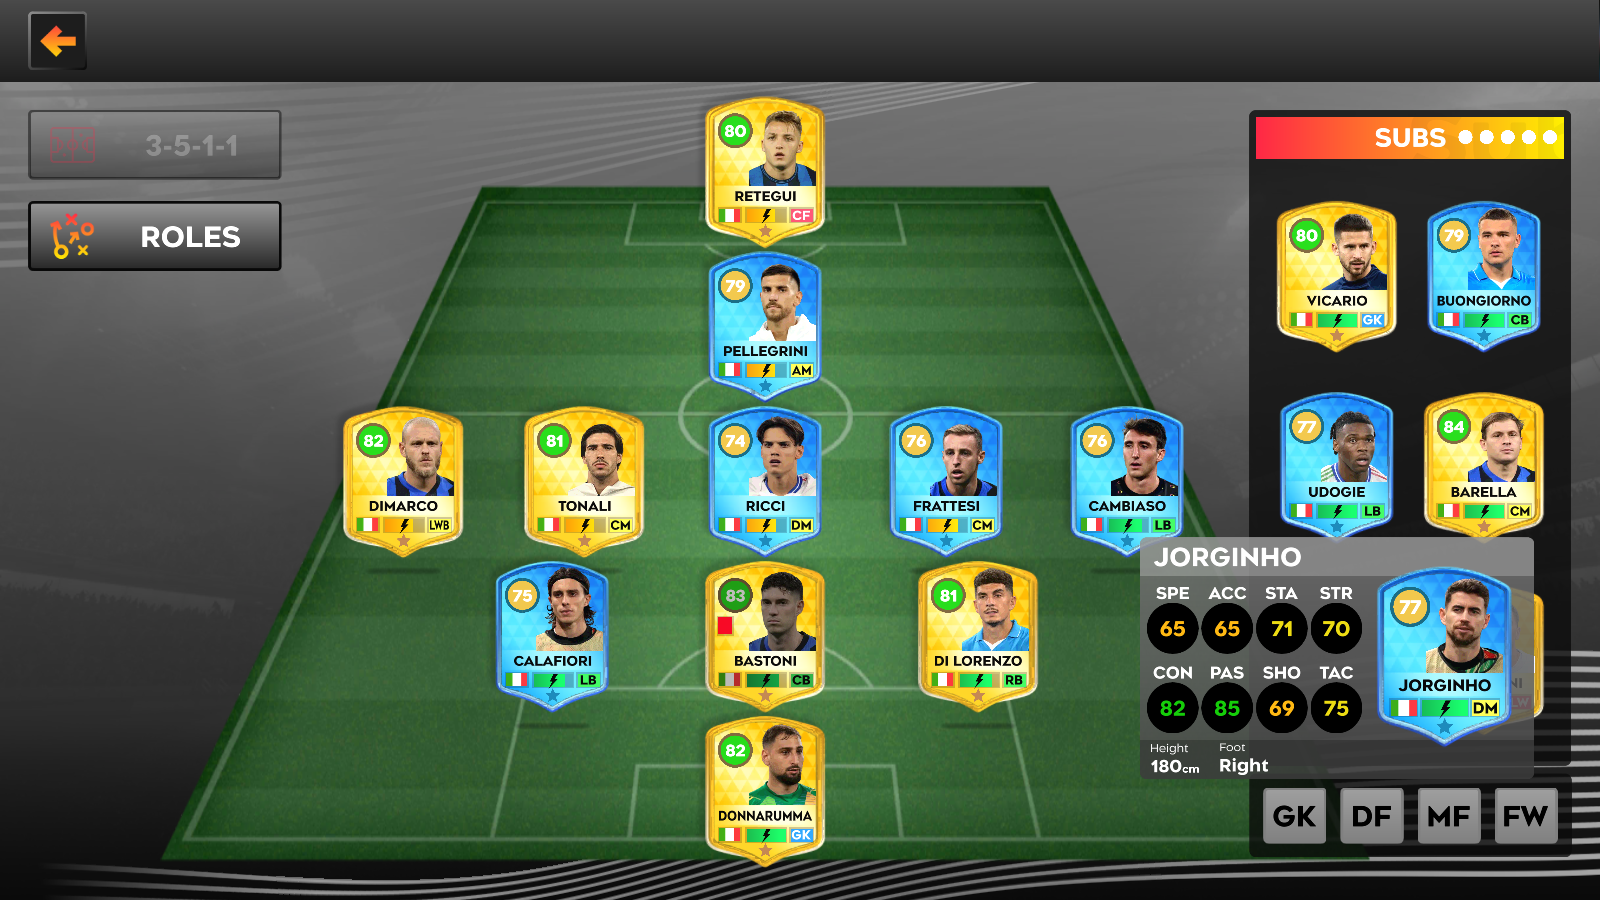 3-5-1-1
ROLES
SUBS
80
RETEGUI
CF
79
PELLEGRINI
AM
82
DIMARCO
LWB
81
TONALI
CM
74
RICCI
DM
76
FRATTESI
CM
76
CAMBIASO
LB
75
CALAFIORI
LB
83
BASTONI
CB
81
DI LORENZO
RB
82
DONNARUMMA
GK
80
VICARIO
GK
79
BUONGIORNO
CB
77
UDOGIE
LB
84
BARELLA
CM
JORGINHO
SPE ACC STA STR
65 65 71 70
CON PAS SHO TAC
82 85 69 75
Height Foot
180cm Right
77
JORGINHO
DM
GK DF MF FW